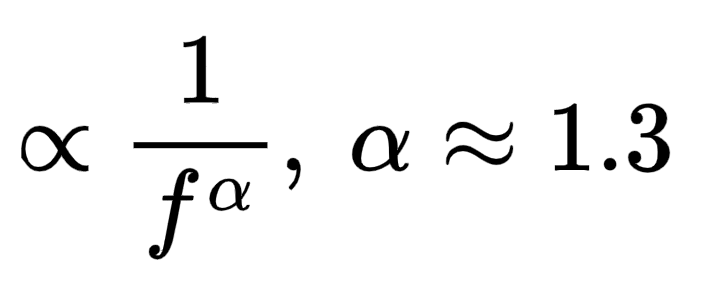 ∝ 1/f^α, α ≈ 1.3